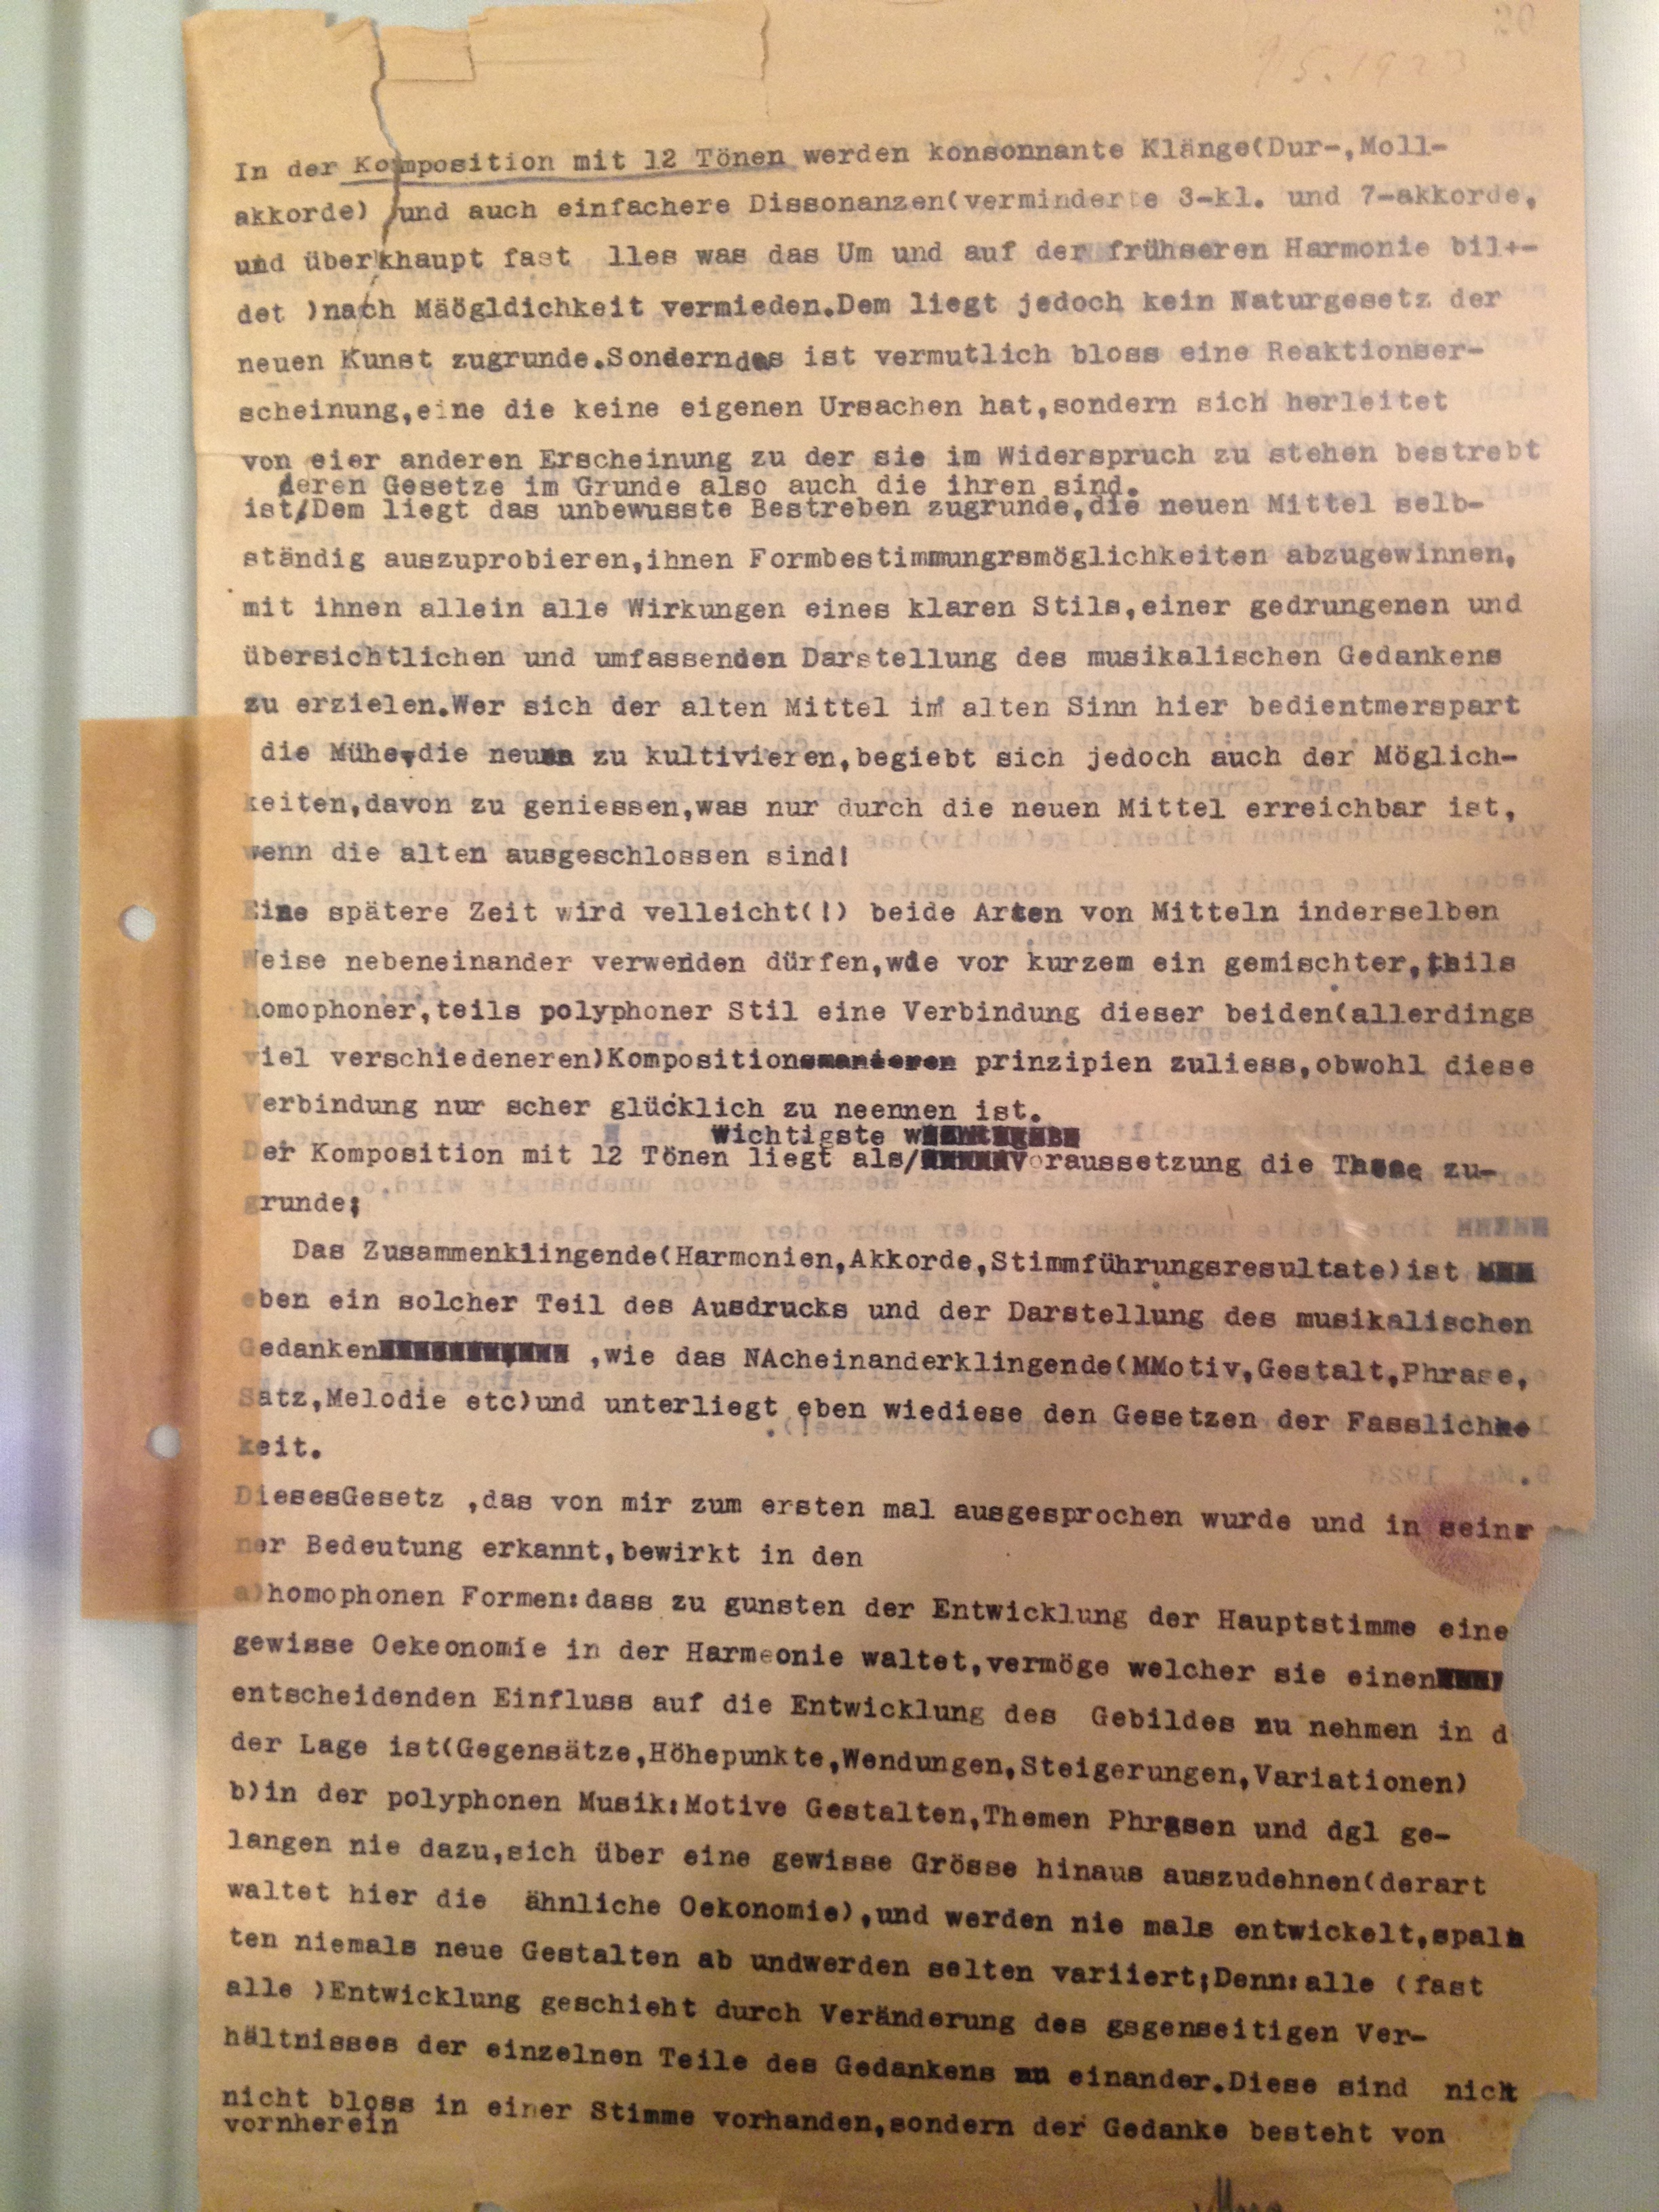 20
9.5.1923
In der Komposition mit 12 Tönen werden konsonnante Klänge(Dur-,Moll-
akkorde) und auch einfachere Dissonanzen(verminderte 3-kl. und 7-akkorde,
und überkhaupt fast  lles was das Um und auf der frühseren Harmonie bil+-
det )nach Mäögldichkeit vermieden.Dem liegt jedoch kein Naturgesetz der
neuen Kunst zugrunde.Sonderndas ist vermutlich bloss eine Reaktionser-
scheinung,eine die keine eigenen Ursachen hat,sondern sich herleitet
von eier anderen Erscheinung zu der sie im Widerspruch zu stehen bestrebt
deren Gesetze im Grunde also auch die ihren sind.
ist/Dem liegt das unbewusste Bestreben zugrunde,die neuen Mittel selb-
ständig auszuprobieren,ihnen Formbestimmungrsmöglichkeiten abzugewinnen,
mit ihnen allein alle Wirkungen eines klaren Stils,einer gedrungenen und
übersichtlichen und umfassenden Darstellung des musikalischen Gedankens
zu erzielen.Wer sich der alten Mittel im alten Sinn hier bedientmerspart
die Mühe,die neuen zu kultivieren,begiebt sich jedoch auch der Möglich-
keiten,davon zu geniessen,was nur durch die neuen Mittel erreichbar ist,
wenn die alten ausgeschlossen sind!
Eine spätere Zeit wird velleicht(!) beide Arten von Mitteln inderselben
Weise nebeneinander verwenden dürfen,wie vor kurzem ein gemischter,theils
homophoner,teils polyphoner Stil eine Verbindung dieser beiden(allerdings
viel verschiedeneren)Kompositionsmanieren prinzipien zuliess,obwohl diese
Verbindung nur scher glücklich zu neennen ist.
Wichtigste
Der Komposition mit 12 Tönen liegt als/Voraussetzung die These zu-
grunde;
Das Zusammenklingende(Harmonien,Akkorde,Stimmführungsresultate)ist
eben ein solcher Teil des Ausdrucks und der Darstellung des musikalischen
Gedanken ,wie das NAcheinanderklingende(MMotiv,Gestalt,Phrase,
Satz,Melodie etc)und unterliegt eben wiediese den Gesetzen der Fasslichke
keit.
DiesesGesetz ,das von mir zum ersten mal ausgesprochen wurde und in seiner
ner Bedeutung erkannt,bewirkt in den
a)homophonen Formen:dass zu gunsten der Entwicklung der Hauptstimme eine
gewisse Oekeonomie in der Harmeonie waltet,vermöge welcher sie einen
entscheidenden Einfluss auf die Entwicklung des  Gebildes zu nehmen in d
der Lage ist(Gegensätze,Höhepunkte,Wendungen,Steigerungen,Variationen)
b)in der polyphonen Musik:Motive Gestalten,Themen Phrasen und dgl ge-
langen nie dazu,sich über eine gewisse Grösse hinaus auszudehnen(derart
waltet hier die  ähnliche Oekonomie),und werden nie mals entwickelt,spalt
ten niemals neue Gestalten ab undwerden selten variiert;Denn:alle (fast
alle )Entwicklung geschieht durch Veränderung des gsgenseitigen Ver-
hältnisses der einzelnen Teile des Gedankens zu einander.Diese sind  nicht
nicht bloss in einer Stimme vorhanden,sondern der Gedanke besteht von
vornherein